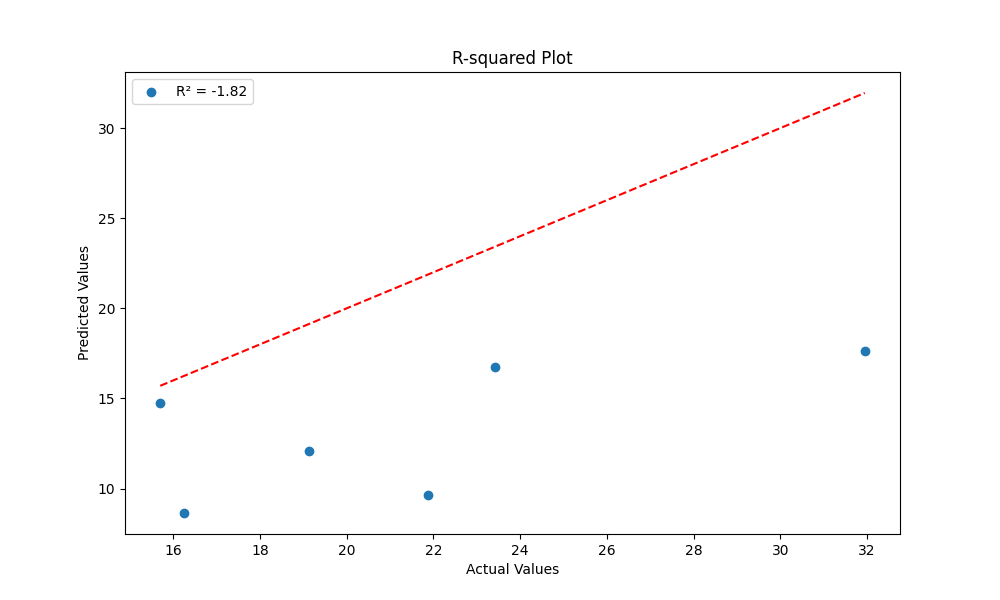 R-squared Plot
R² = -1.82
Predicted Values
30
25
20
15
10
16 18 20 22 24 26 28 30 32
Actual Values